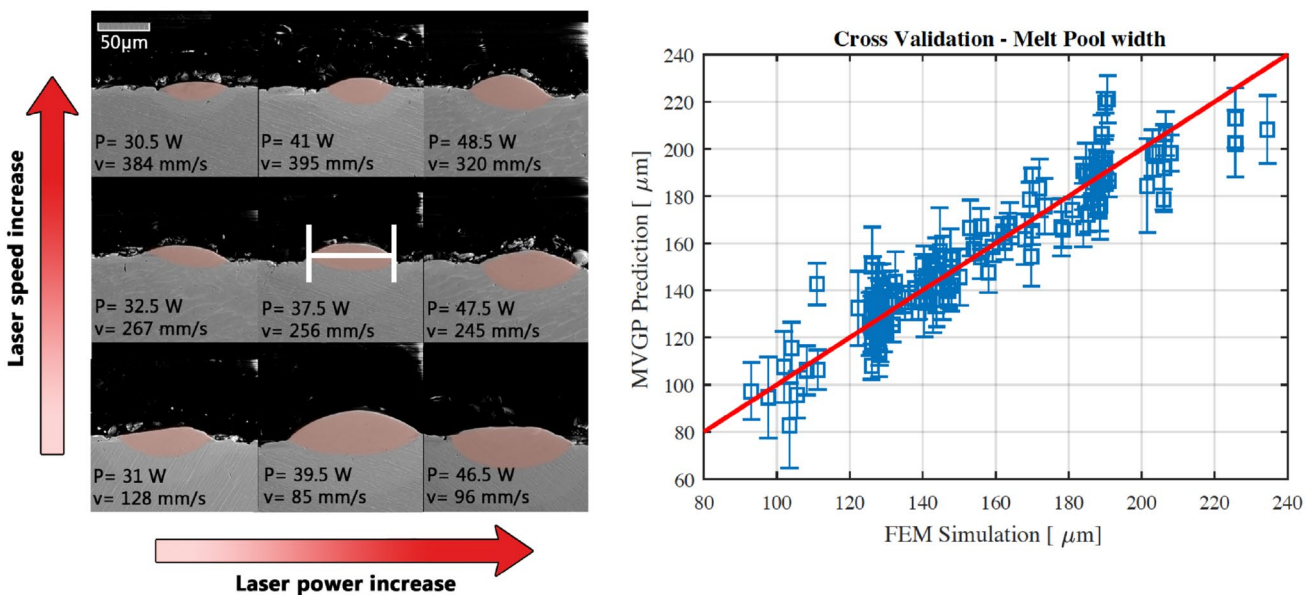 50μm
P= 30.5 W
v= 384 mm/s
P= 41 W
v= 395 mm/s
P= 48.5 W
v= 320 mm/s
P= 32.5 W
v= 267 mm/s
P= 37.5 W
v= 256 mm/s
P= 47.5 W
v= 245 mm/s
P= 31 W
v= 128 mm/s
P= 39.5 W
v= 85 mm/s
P= 46.5 W
v= 96 mm/s
Laser speed increase
Laser power increase
Cross Validation - Melt Pool width
MVGP Prediction [ μm]
240
220
200
180
160
140
120
100
80
60
80
100
120
140
160
180
200
220
240
FEM Simulation [ μm]